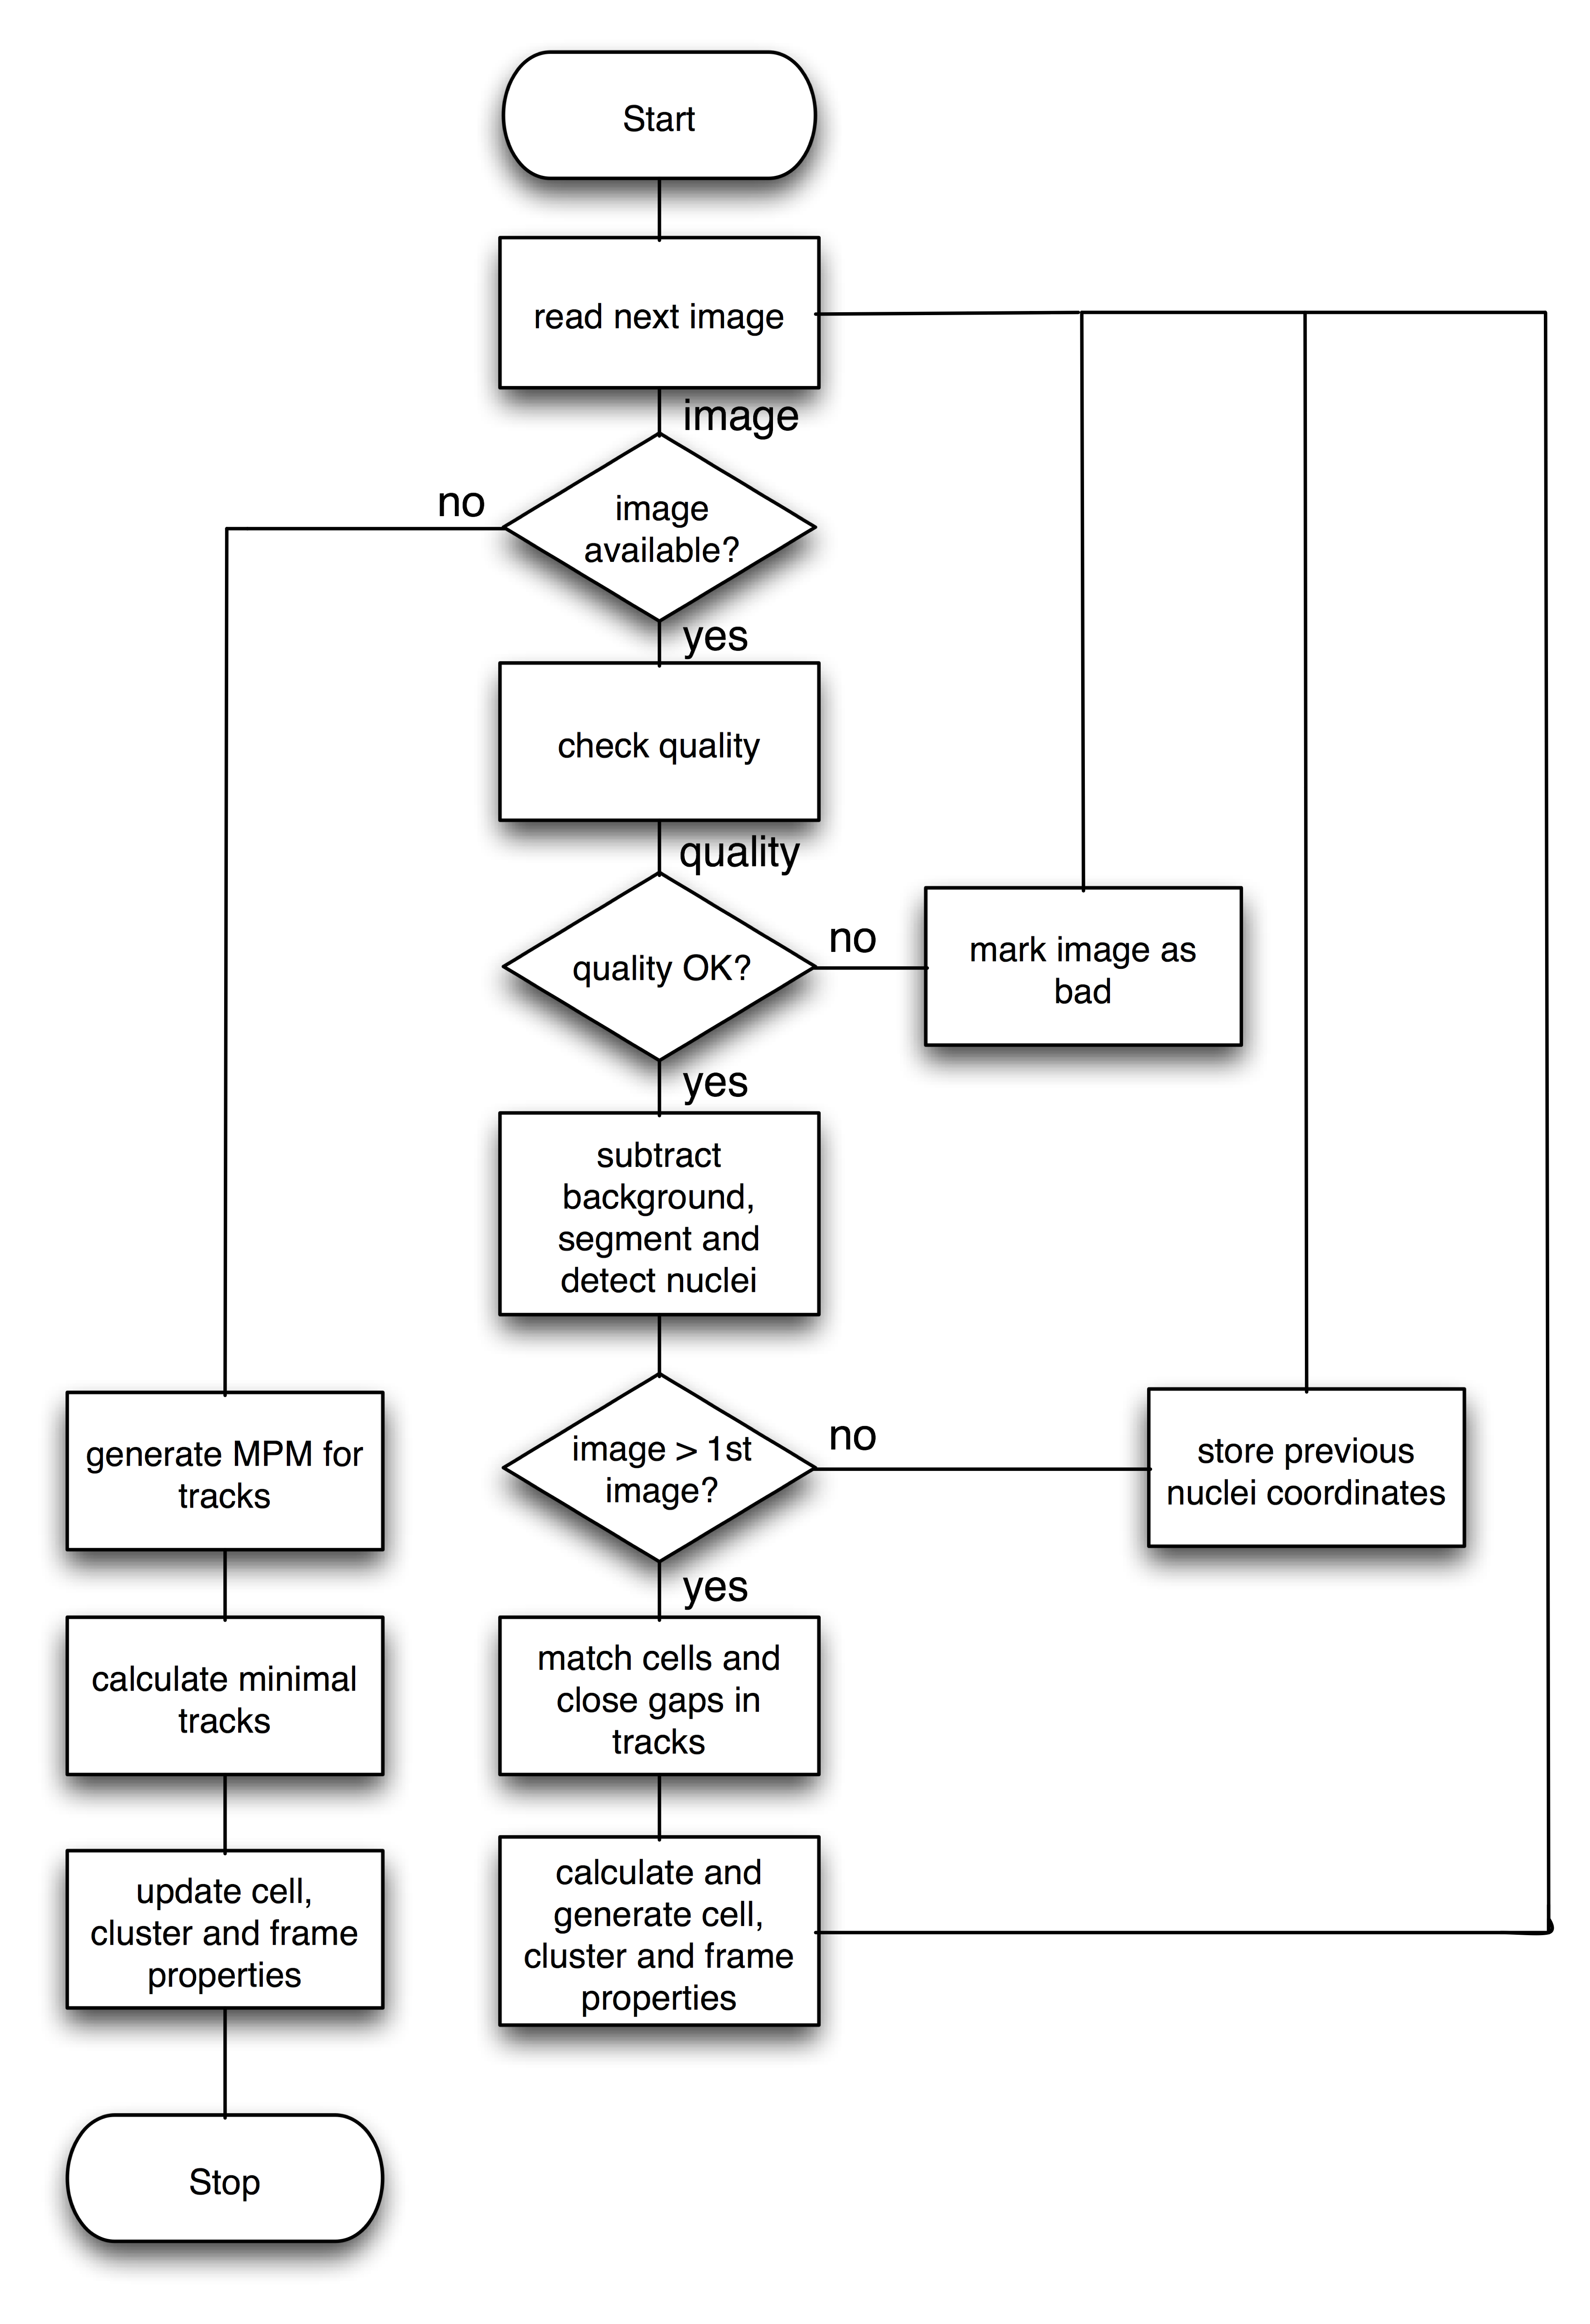 Start
read next image
image
image
available?
no
yes
check quality
quality
quality OK?
no
mark image as
bad
yes
subtract
background,
segment and
detect nuclei
image > 1st
image?
no
store previous
nuclei coordinates
yes
match cells and
close gaps in
tracks
calculate and
generate cell,
cluster and frame
properties
generate MPM for
tracks
calculate minimal
tracks
update cell,
cluster and frame
properties
Stop